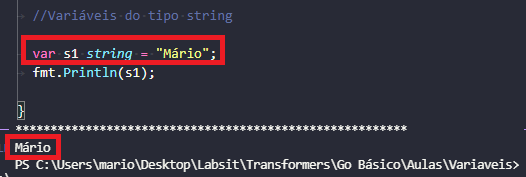 //Variáveis do tipo string
var s1 string = "Mário";
fmt.Println(s1);
}
********************************************************
Mário
PS C:\Users\mario\Desktop\Labsit\Transformers\Go Básico\Aulas\Variaveis>